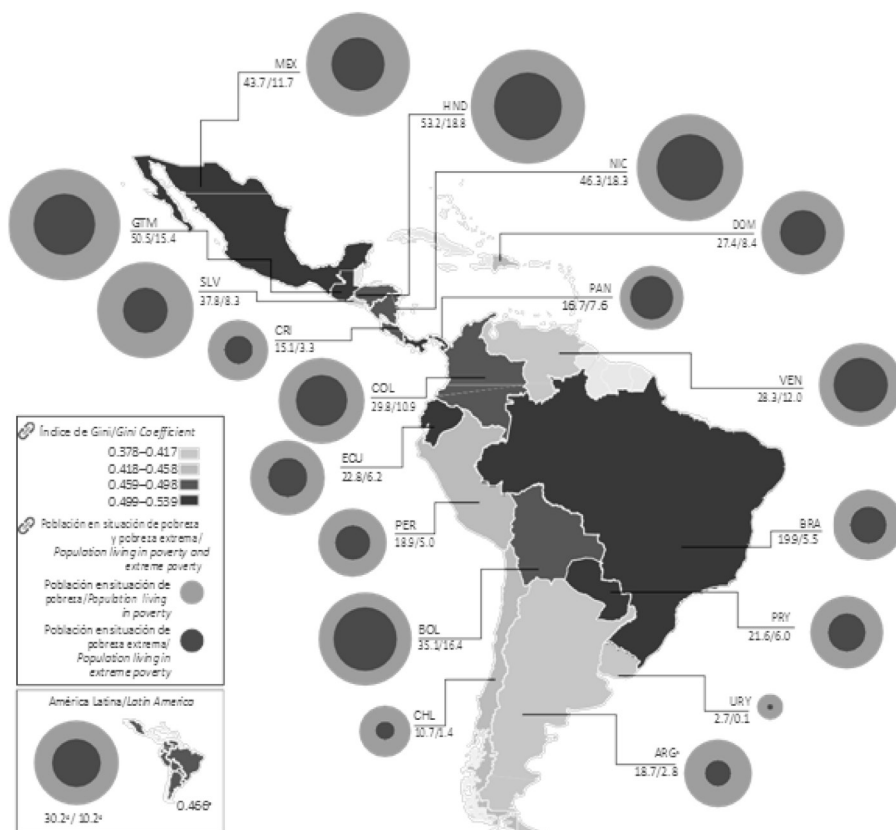 MEX
43.7/11.7
HND
53.2/18.8
NIC
46.3/18.3
GTM
50.5/15.4
DOM
27.4/8.4
SLV
37.8/8.3
PAN
16.7/7.6
CRI
15.1/3.3
COL
29.8/10.9
VEN
28.3/12.0
ECU
22.8/6.2
PER
18.9/5.0
BRA
19.9/5.5
BOL
35.1/16.4
PRY
21.6/6.0
CHL
10.7/1.4
URY
2.7/0.1
ARGᵃ
18.7/2.8
Índice de Gini/Gini Coefficient
0.378–0.417
0.418–0.458
0.459–0.498
0.499–0.539
Población en situación de pobreza
y pobreza extrema/
Population living in poverty and
extreme poverty
Población en situación de
pobreza/Population living
in poverty
Población en situación de
pobreza extrema/
Population living in
extreme poverty
América Latina/Latin America
0.466ᵃ
30.2ᵃ/10.2ᵃ